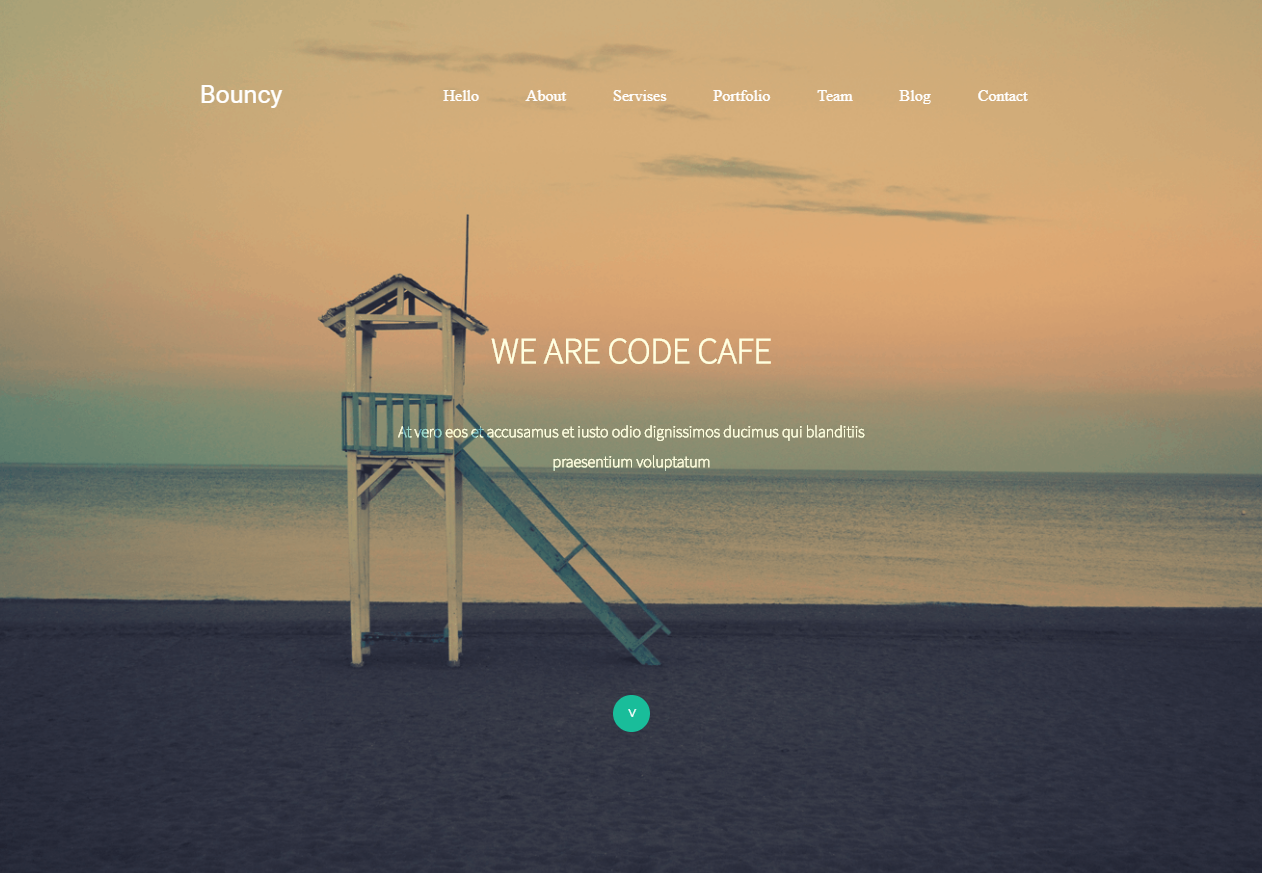 Bouncy
Hello About Servises Portfolio Team Blog Contact
WE ARE CODE CAFE
At vero eos et accusamus et iusto odio dignissimos ducimus qui blanditiis
praesentium voluptatum
v